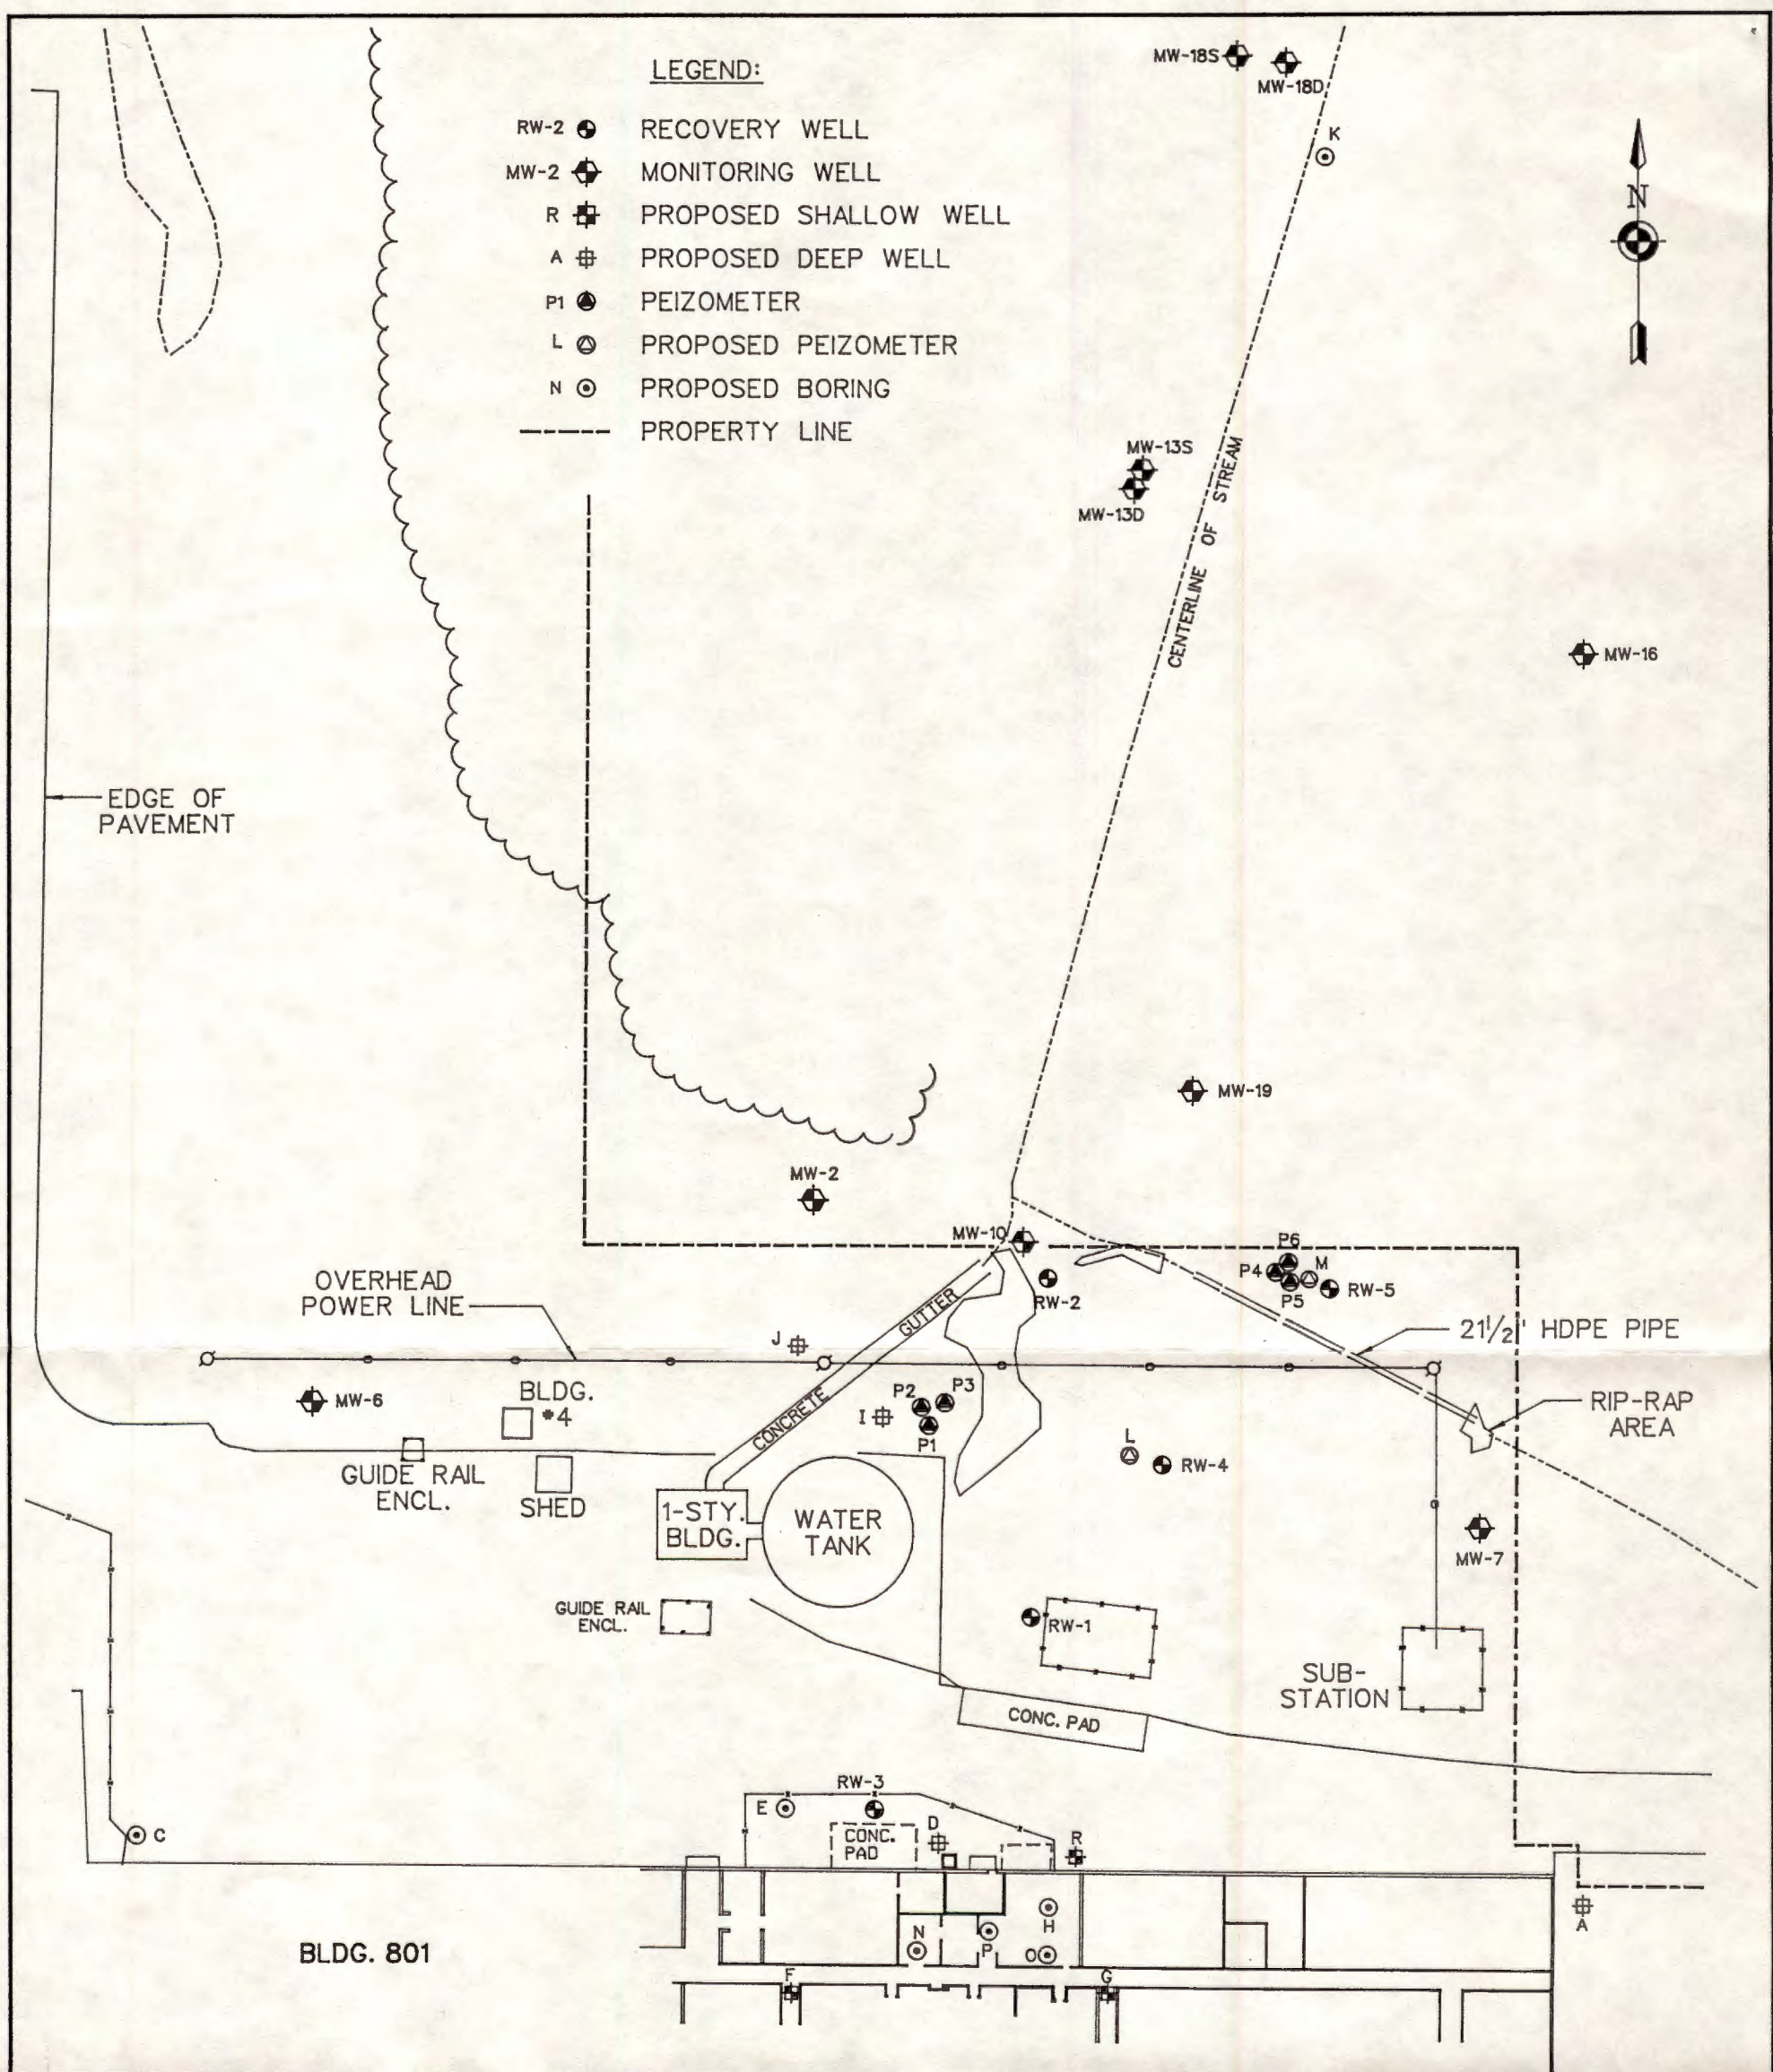 LEGEND:
RW-2 RECOVERY WELL
MW-2 MONITORING WELL
R PROPOSED SHALLOW WELL
A PROPOSED DEEP WELL
P1 PEIZOMETER
L PROPOSED PEIZOMETER
N PROPOSED BORING
PROPERTY LINE
MW-18S
MW-18D
K
N
MW-13S
MW-13D
CENTERLINE OF STREAM
MW-16
EDGE OF
PAVEMENT
MW-19
MW-2
MW-10
P6
P4
M
P5
RW-5
RW-2
OVERHEAD
POWER LINE
GUTTER
CONCRETE
21 1/2" HDPE PIPE
J
MW-6
BLDG.
#4
P2
P3
I
P1
RIP-RAP
AREA
L
RW-4
GUIDE RAIL
ENCL.
SHED
1-STY.
BLDG.
WATER
TANK
MW-7
GUIDE RAIL
ENCL.
RW-1
SUB-
STATION
CONC. PAD
RW-3
E
C
CONC.
PAD
D
R
A
H
N
P
O
BLDG. 801
F
G